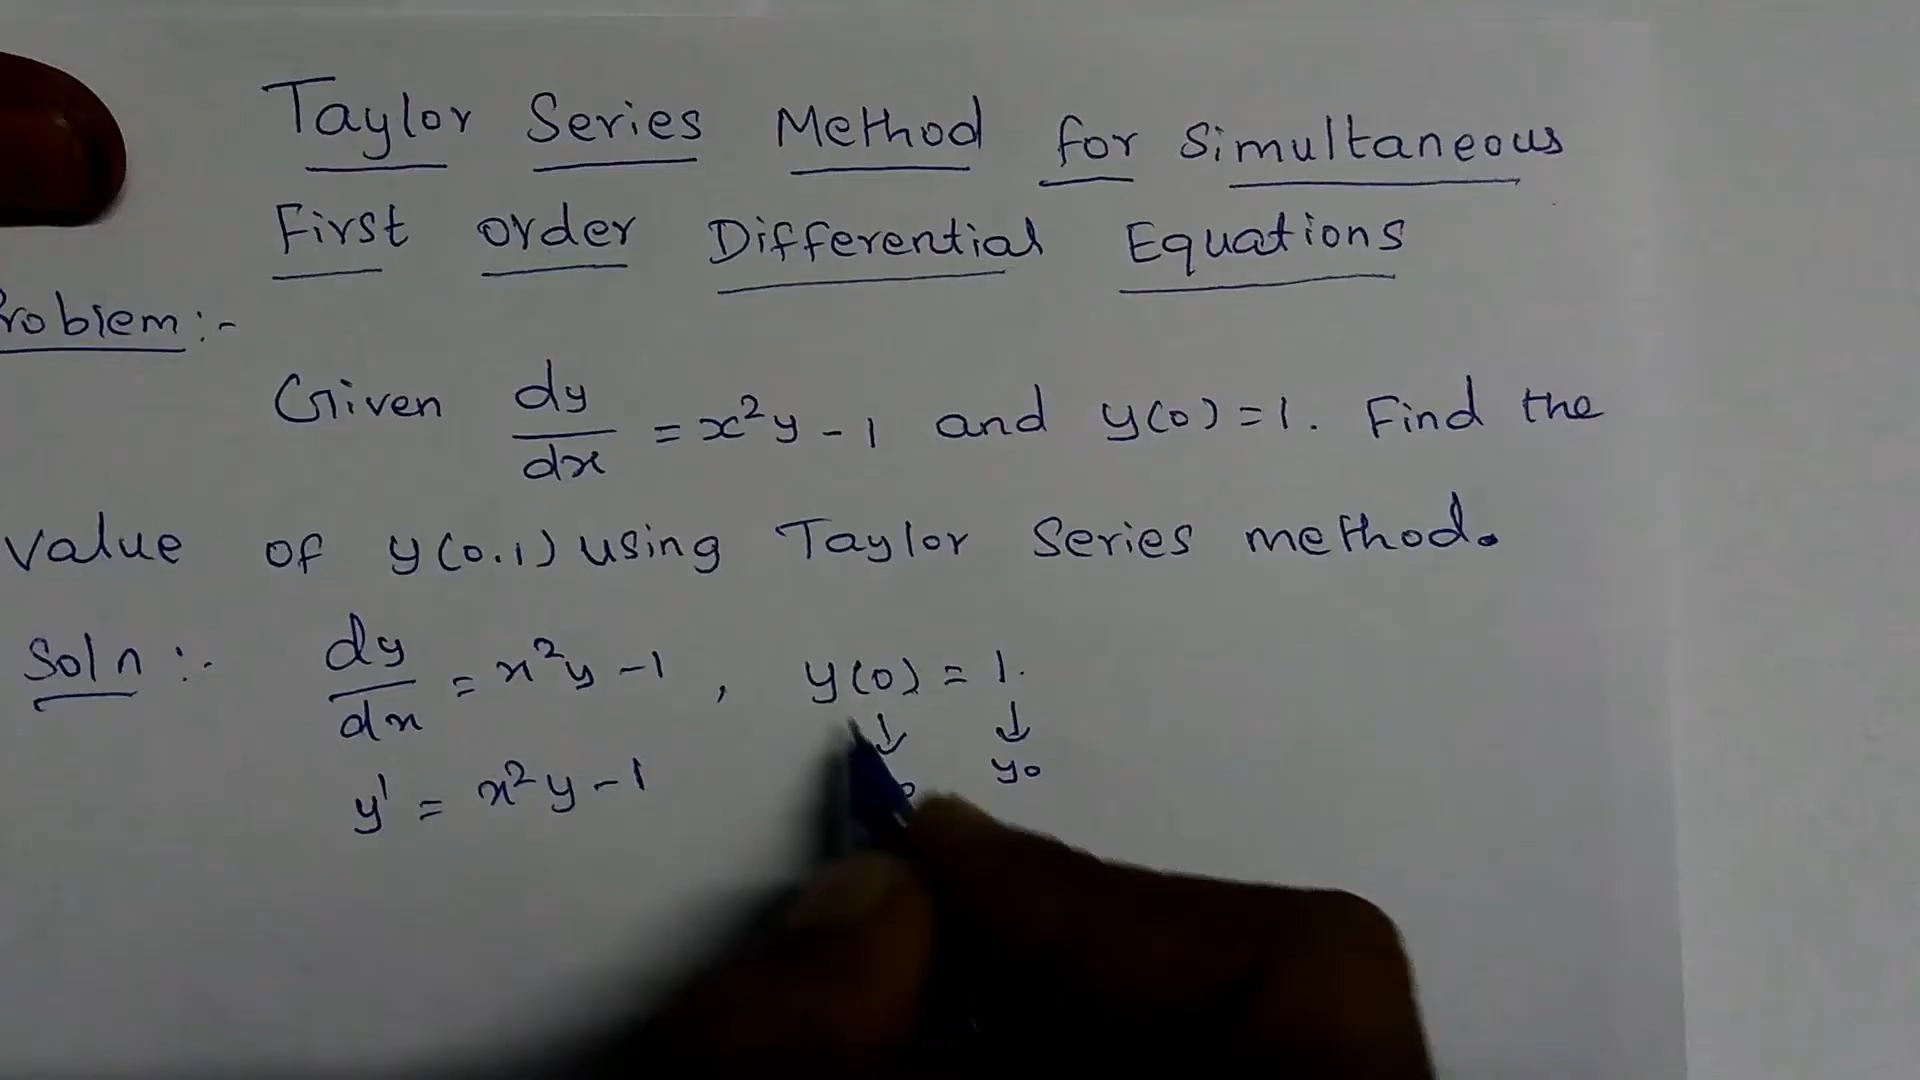 Taylor Series Method for Simultaneous
First order Differential Equations
roblem:-
Given dy/dx = x²y - 1 and y(0)=1. Find the
value of y(0.1) using Taylor Series method.
Soln:- dy/dx = x²y - 1, y(0) = 1.
↓ ↓
y' = x²y - 1 y₀